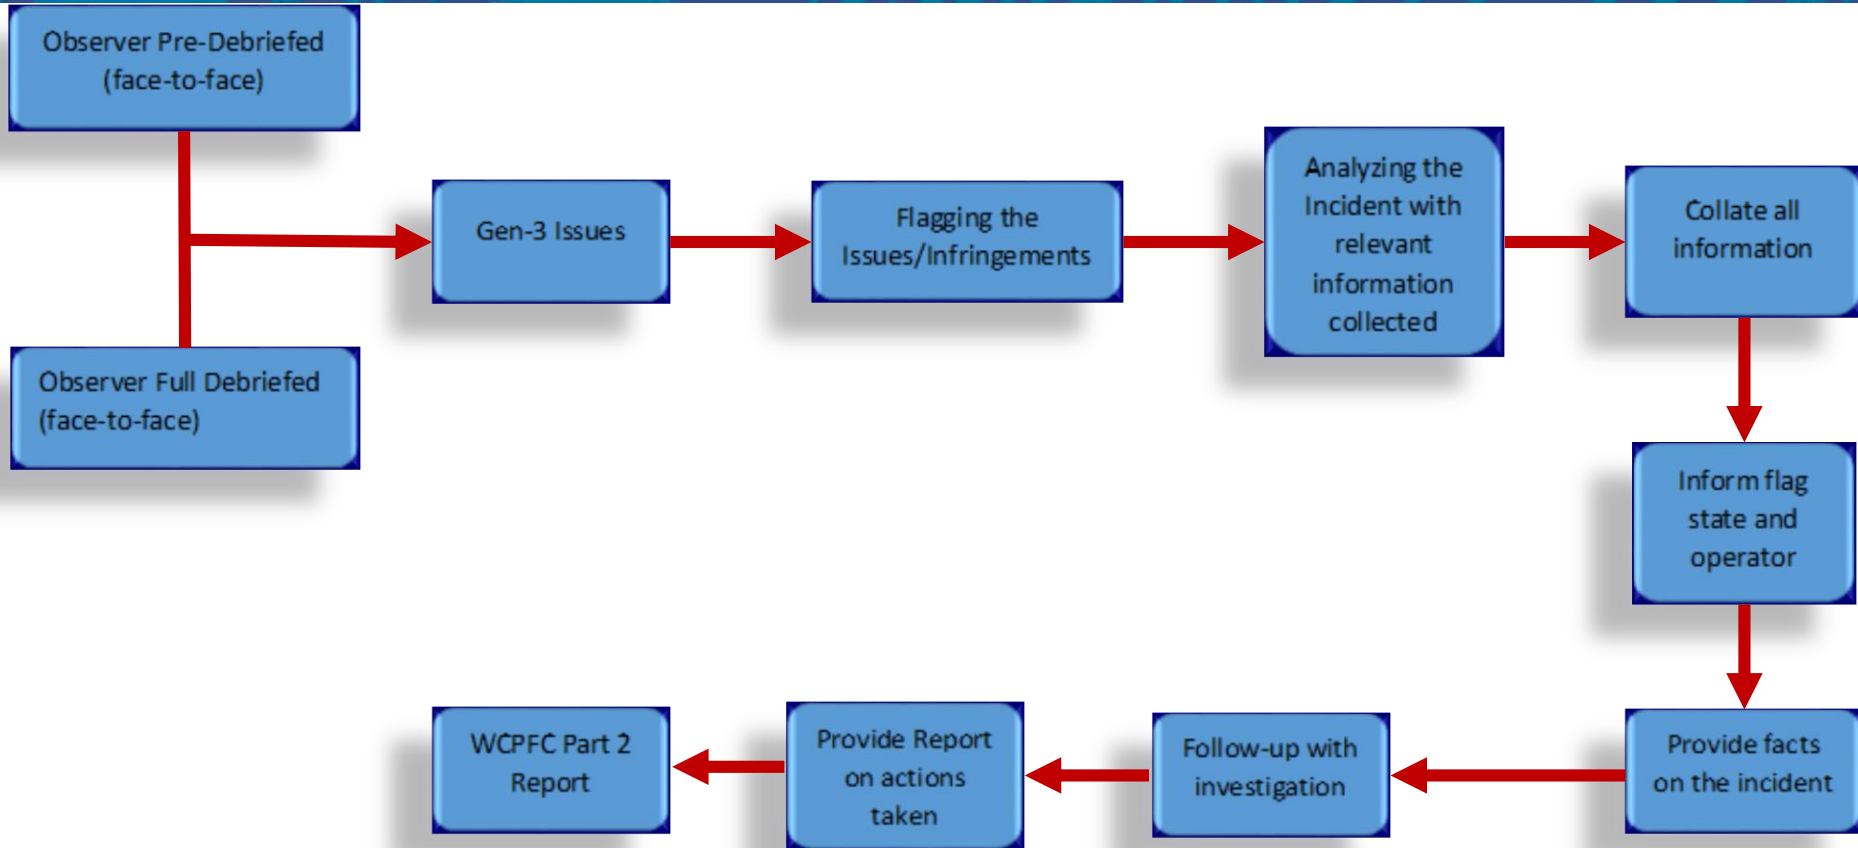 Observer Pre-Debriefed
(face-to-face)
Observer Full Debriefed
(face-to-face)
Gen-3 Issues
Flagging the
Issues/Infringements
Analyzing the
Incident with
relevant
information
collected
Collate all
information
Inform flag
state and
operator
Provide facts
on the incident
Follow-up with
investigation
Provide Report
on actions
taken
WCPFC Part 2
Report